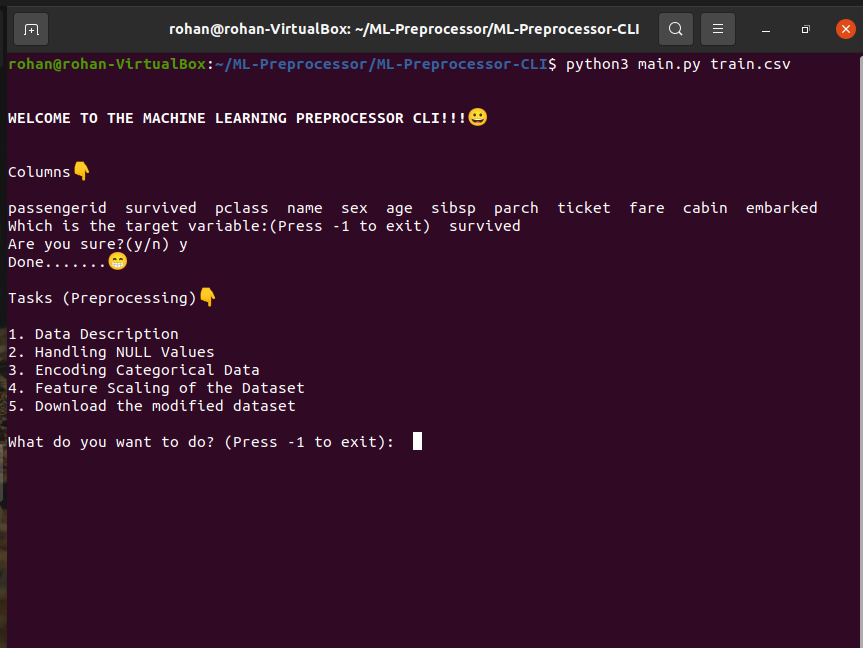 rohan@rohan-VirtualBox: ~/ML-Preprocessor/ML-Preprocessor-CLI
rohan@rohan-VirtualBox:~/ML-Preprocessor/ML-Preprocessor-CLI$ python3 main.py train.csv
WELCOME TO THE MACHINE LEARNING PREPROCESSOR CLI!!!😀
Columns👇
passengerid  survived  pclass  name  sex  age  sibsp  parch  ticket  fare  cabin  embarked
Which is the target variable:(Press -1 to exit)  survived
Are you sure?(y/n) y
Done.......😁
Tasks (Preprocessing)👇
1. Data Description
2. Handling NULL Values
3. Encoding Categorical Data
4. Feature Scaling of the Dataset
5. Download the modified dataset
What do you want to do? (Press -1 to exit):